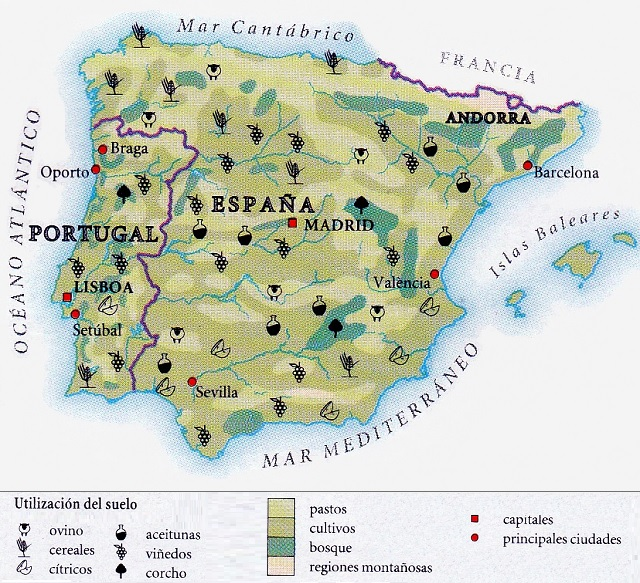 Mar Cantábrico
FRANCIA
ANDORRA
OCÉANO ATLÁNTICO
Braga
Oporto
Barcelona
ESPAÑA
MADRID
PORTUGAL
Islas Baleares
LISBOA
Valencia
Setúbal
Sevilla
MAR MEDITERRÁNEO
Utilización del suelo
ovino
cereales
cítricos
aceitunas
viñedos
corcho
pastos
cultivos
bosque
regiones montañosas
capitales
principales ciudades